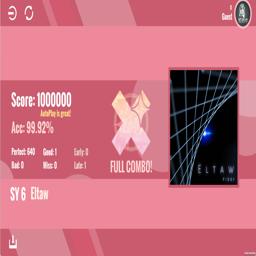 Guest
Score: 1000000
AutoPlay is great!
Acc: 99.92%
Perfect: 640 Good: 1 Early: 0
Bad: 0 Miss: 0 Late: 1
FULL COMBO!
ELTAW
SY 6 Eltaw